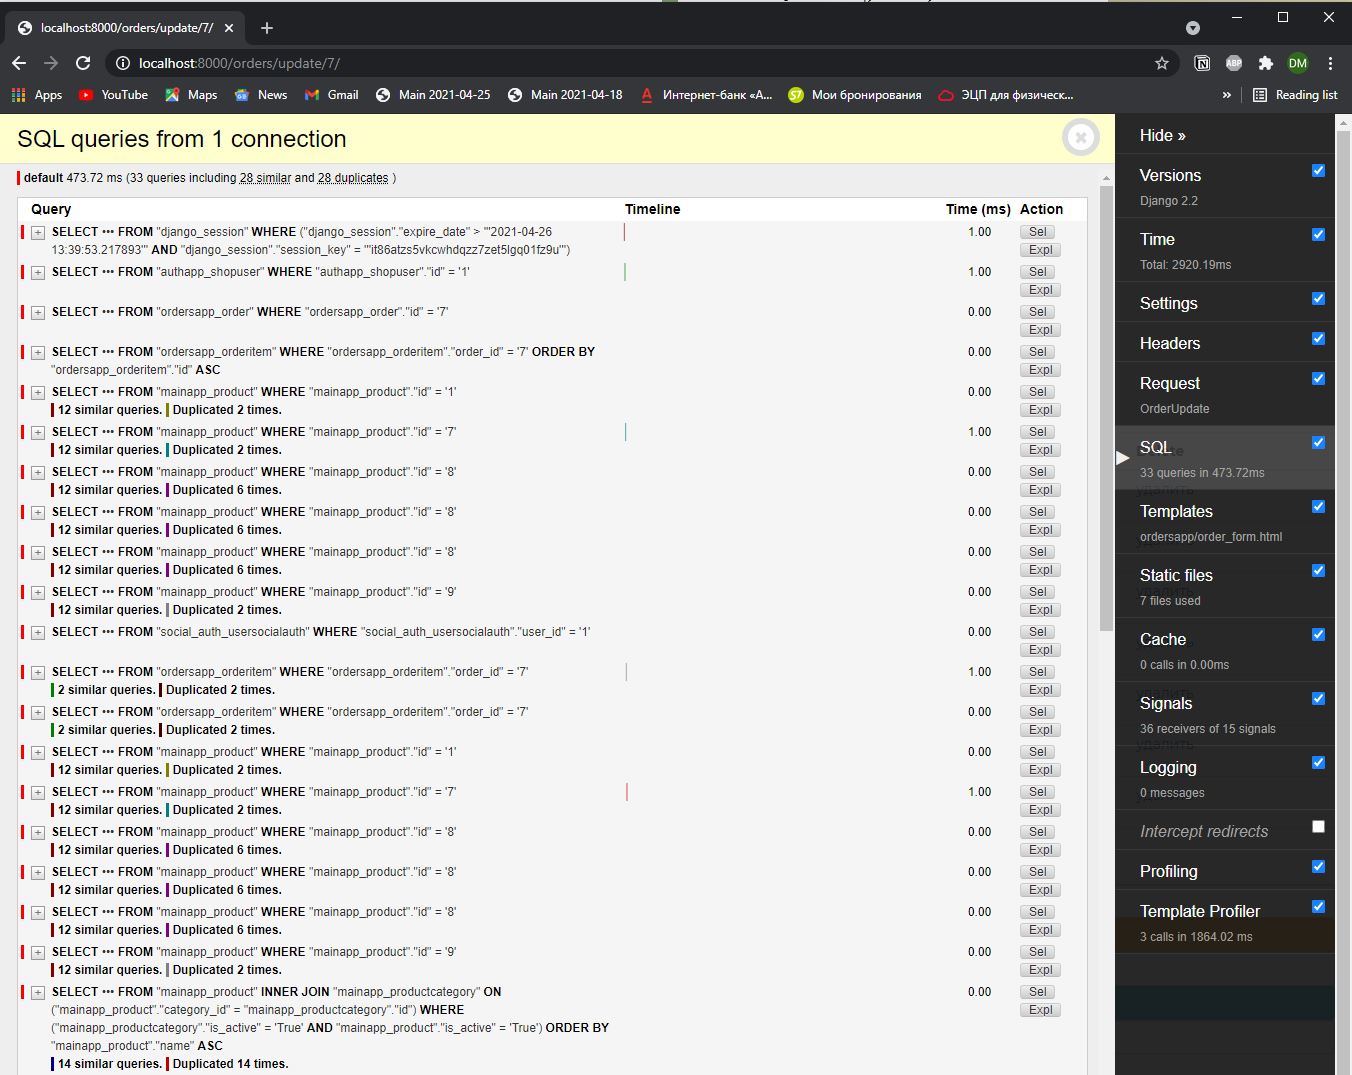 localhost:8000/orders/update/7/
localhost:8000/orders/update/7/
ABP
DM
Apps YouTube Maps News Gmail Main 2021-04-25 Main 2021-04-18 Интернет-банк «А... Мои бронирования ЭЦП для физическ... » Reading list
SQL queries from 1 connection
default 473.72 ms (33 queries including 28 similar and 28 duplicates )
Query Timeline Time (ms) Action
SELECT ••• FROM "django_session" WHERE ("django_session"."expire_date" > '"2021-04-26 1.00 Sel
13:39:53.217893"' AND "django_session"."session_key" = '"it86atzs5vkcwhdqzz7zet5lgq01fz9u"') Expl
SELECT ••• FROM "authapp_shopuser" WHERE "authapp_shopuser"."id" = '1' 1.00 Sel
Expl
SELECT ••• FROM "ordersapp_order" WHERE "ordersapp_order"."id" = '7' 0.00 Sel
Expl
SELECT ••• FROM "ordersapp_orderitem" WHERE "ordersapp_orderitem"."order_id" = '7' ORDER BY 0.00 Sel
"ordersapp_orderitem"."id" ASC Expl
SELECT ••• FROM "mainapp_product" WHERE "mainapp_product"."id" = '1' 0.00 Sel
12 similar queries. Duplicated 2 times. Expl
SELECT ••• FROM "mainapp_product" WHERE "mainapp_product"."id" = '7' 1.00 Sel
12 similar queries. Duplicated 2 times. Expl
SELECT ••• FROM "mainapp_product" WHERE "mainapp_product"."id" = '8' 0.00 Sel
12 similar queries. Duplicated 6 times. Expl
SELECT ••• FROM "mainapp_product" WHERE "mainapp_product"."id" = '8' 0.00 Sel
12 similar queries. Duplicated 6 times. Expl
SELECT ••• FROM "mainapp_product" WHERE "mainapp_product"."id" = '8' 0.00 Sel
12 similar queries. Duplicated 6 times. Expl
SELECT ••• FROM "mainapp_product" WHERE "mainapp_product"."id" = '9' 0.00 Sel
12 similar queries. Duplicated 2 times. Expl
SELECT ••• FROM "social_auth_usersocialauth" WHERE "social_auth_usersocialauth"."user_id" = '1' 0.00 Sel
Expl
SELECT ••• FROM "ordersapp_orderitem" WHERE "ordersapp_orderitem"."order_id" = '7' 1.00 Sel
2 similar queries. Duplicated 2 times. Expl
SELECT ••• FROM "ordersapp_orderitem" WHERE "ordersapp_orderitem"."order_id" = '7' 0.00 Sel
2 similar queries. Duplicated 2 times. Expl
SELECT ••• FROM "mainapp_product" WHERE "mainapp_product"."id" = '1' 0.00 Sel
12 similar queries. Duplicated 2 times. Expl
SELECT ••• FROM "mainapp_product" WHERE "mainapp_product"."id" = '7' 1.00 Sel
12 similar queries. Duplicated 2 times. Expl
SELECT ••• FROM "mainapp_product" WHERE "mainapp_product"."id" = '8' 0.00 Sel
12 similar queries. Duplicated 6 times. Expl
SELECT ••• FROM "mainapp_product" WHERE "mainapp_product"."id" = '8' 0.00 Sel
12 similar queries. Duplicated 6 times. Expl
SELECT ••• FROM "mainapp_product" WHERE "mainapp_product"."id" = '8' 0.00 Sel
12 similar queries. Duplicated 6 times. Expl
SELECT ••• FROM "mainapp_product" WHERE "mainapp_product"."id" = '9' 0.00 Sel
12 similar queries. Duplicated 2 times. Expl
SELECT ••• FROM "mainapp_product" INNER JOIN "mainapp_productcategory" ON 0.00 Sel
("mainapp_product"."category_id" = "mainapp_productcategory"."id") WHERE Expl
("mainapp_productcategory"."is_active" = 'True' AND "mainapp_product"."is_active" = 'True') ORDER BY
"mainapp_product"."name" ASC
14 similar queries. Duplicated 14 times.
Hide »
Versions
Django 2.2
Time
Total: 2920.19ms
Settings
Headers
Request
OrderUpdate
SQL
33 queries in 473.72ms
удалить
Templates
ordersapp/order_form.html
Static files
7 files used
Cache
0 calls in 0.00ms
удалить
Signals
36 receivers of 15 signals
удалить
Logging
0 messages
Intercept redirects
Profiling
Template Profiler
3 calls in 1864.02 ms